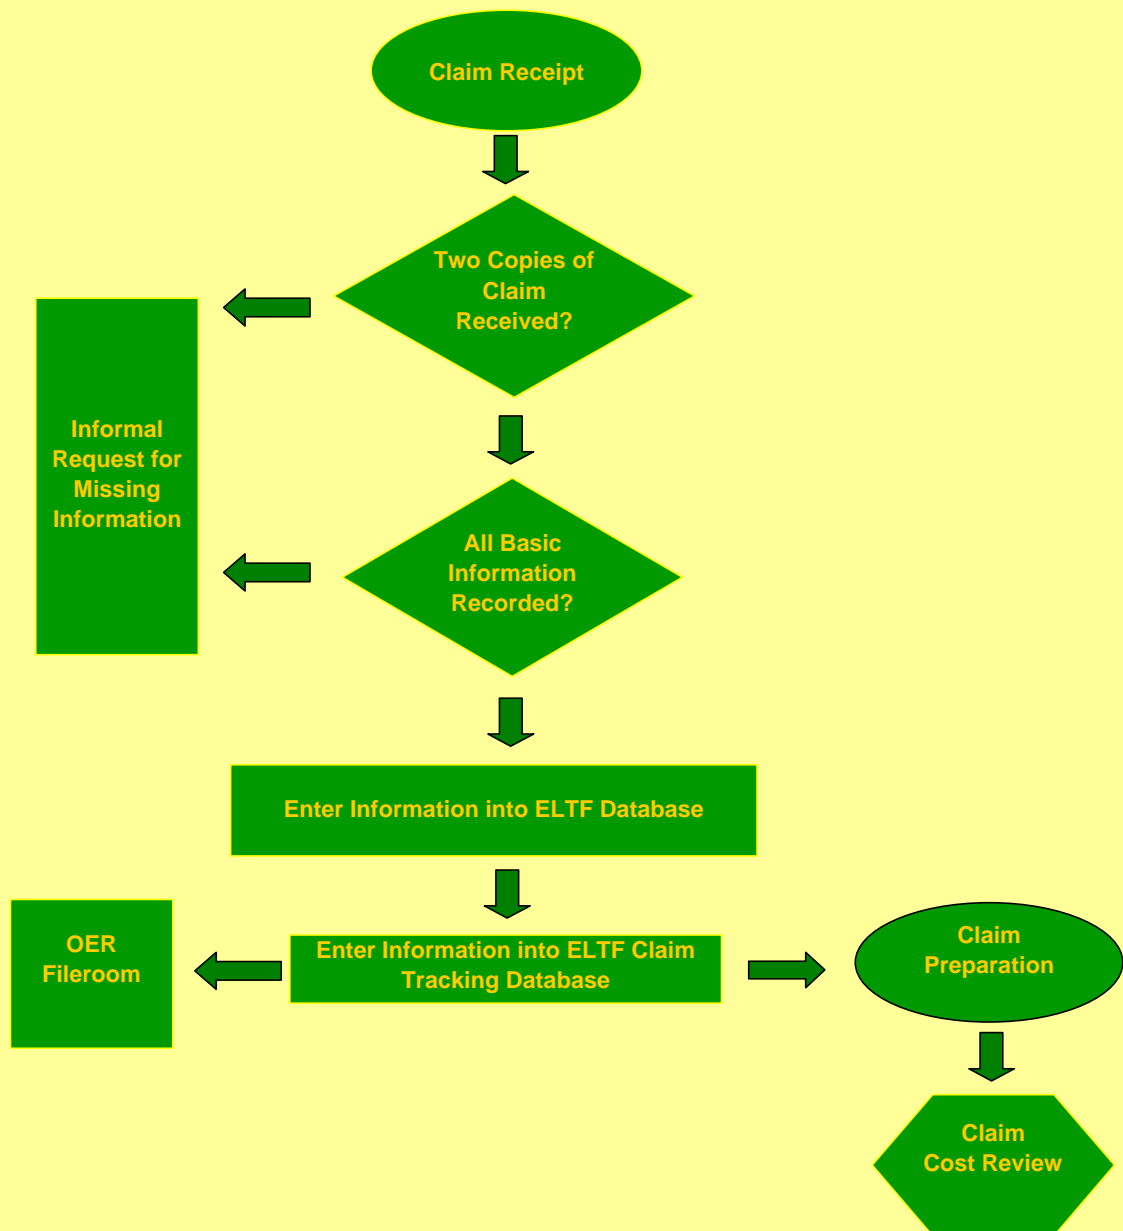 Claim Receipt
Two Copies of
Claim
Received?
Informal
Request for
Missing
Information
All Basic
Information
Recorded?
Enter Information into ELTF Database
OER
Fileroom
Enter Information into ELTF Claim
Tracking Database
Claim
Preparation
Claim
Cost Review